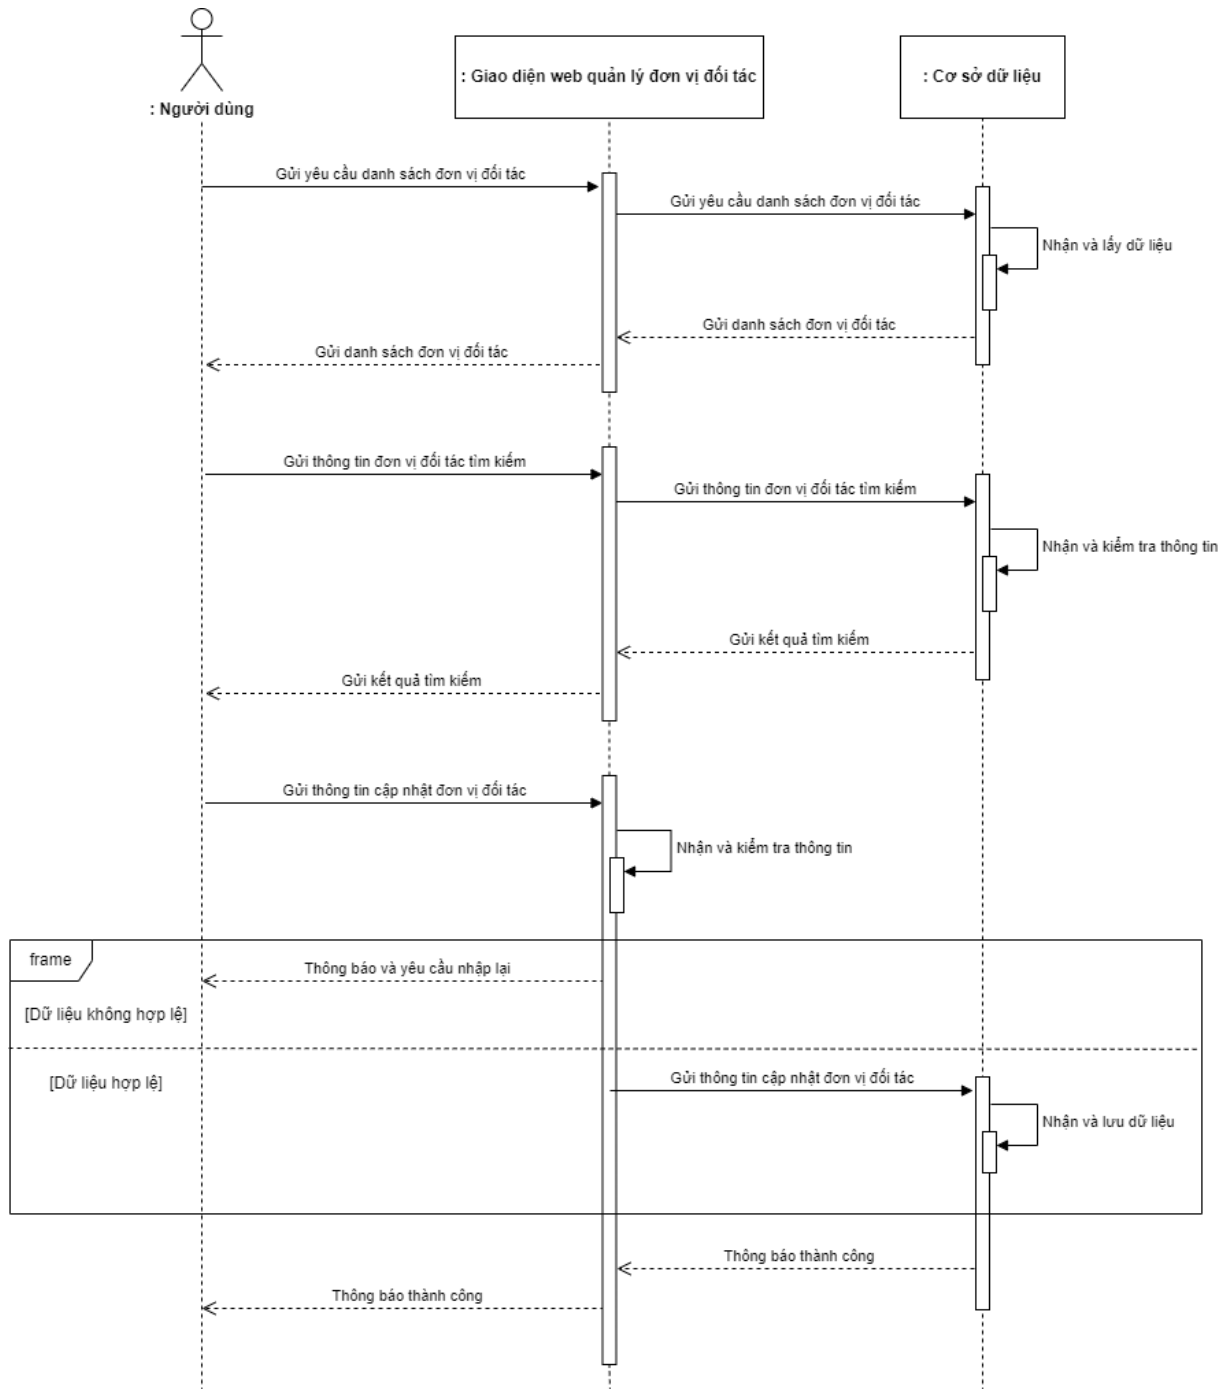 : Người dùng
: Giao diện web quản lý đơn vị đối tác
: Cơ sở dữ liệu
Gửi yêu cầu danh sách đơn vị đối tác
Gửi yêu cầu danh sách đơn vị đối tác
Nhận và lấy dữ liệu
Gửi danh sách đơn vị đối tác
Gửi danh sách đơn vị đối tác
Gửi thông tin đơn vị đối tác tìm kiếm
Gửi thông tin đơn vị đối tác tìm kiếm
Nhận và kiểm tra thông tin
Gửi kết quả tìm kiếm
Gửi kết quả tìm kiếm
Gửi thông tin cập nhật đơn vị đối tác
Nhận và kiểm tra thông tin
frame
Thông báo và yêu cầu nhập lại
[Dữ liệu không hợp lệ]
[Dữ liệu hợp lệ]
Gửi thông tin cập nhật đơn vị đối tác
Nhận và lưu dữ liệu
Thông báo thành công
Thông báo thành công